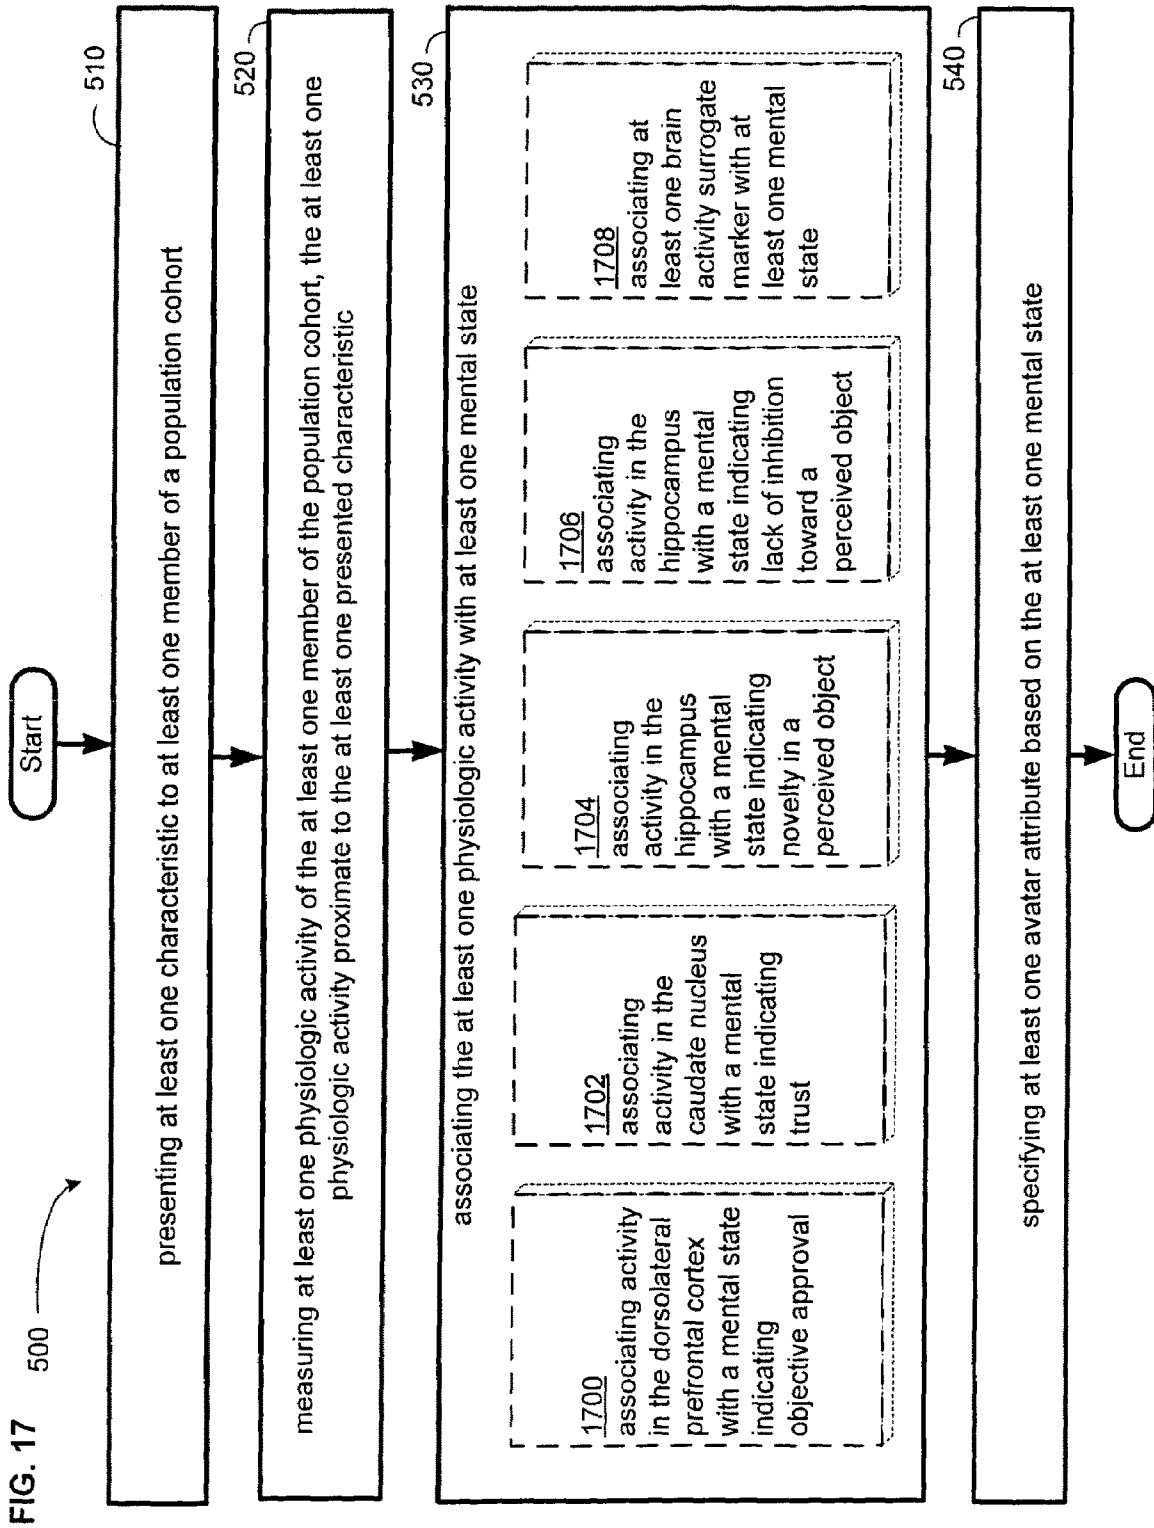 FIG. 17
500
Start
510
presenting at least one characteristic to at least one member of a population cohort
520
measuring at least one physiologic activity of the at least one member of the population cohort, the at least one
physiologic activity proximate to the at least one presented characteristic
530
associating the at least one physiologic activity with at least one mental state
1700
associating activity
in the dorsolateral
prefrontal cortex
with a mental state
indicating
objective approval
1702
associating
activity in the
caudate nucleus
with a mental
state indicating
trust
1704
associating
activity in the
hippocampus
with a mental
state indicating
novelty in a
perceived object
1706
associating
activity in the
hippocampus
with a mental
state indicating
lack of inhibition
toward a
perceived object
1708
associating at
least one brain
activity surrogate
marker with at
least one mental
state
540
specifying at least one avatar attribute based on the at least one mental state
End